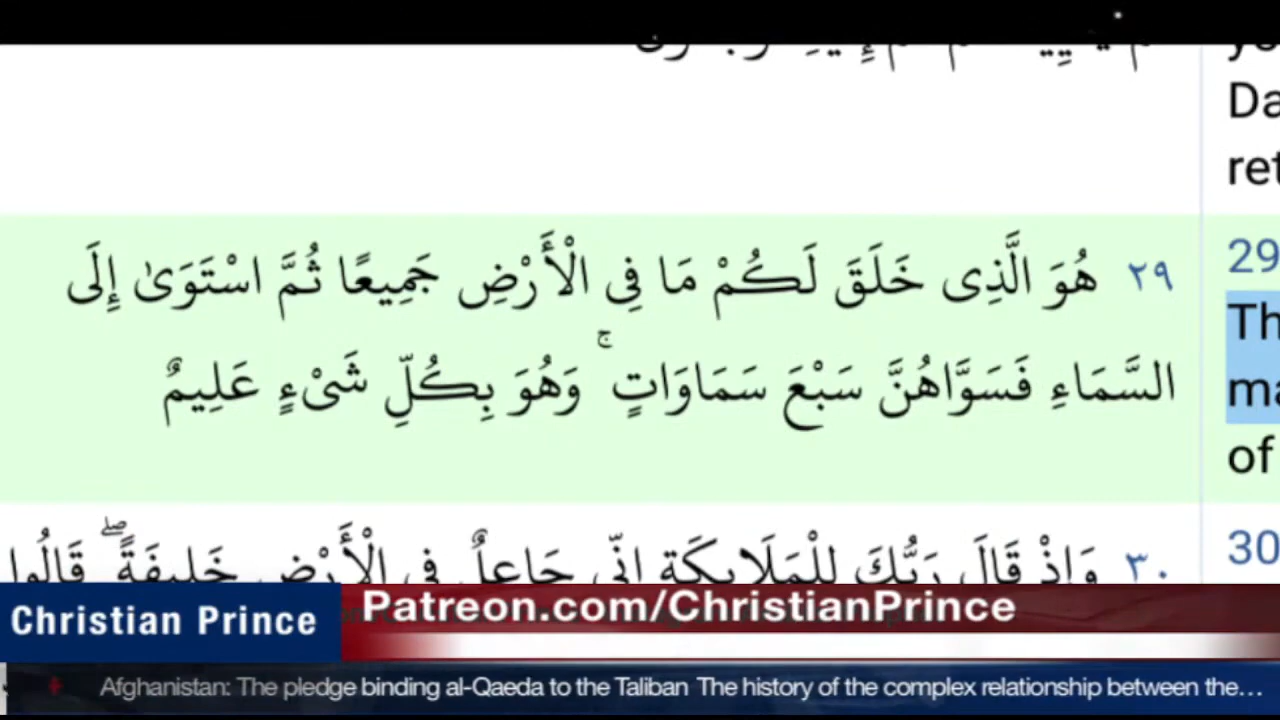 yo
Da
ret
٢٩ هُوَ الَّذِى خَلَقَ لَكُمْ مَا فِى الْأَرْضِ جَمِيعًا ثُمَّ اسْتَوَىٰ إِلَى
السَّمَاءِ فَسَوَّاهُنَّ سَبْعَ سَمَاوَاتٍ ۚ وَهُوَ بِكُلِّ شَىْءٍ عَلِيمٌ
29
Th
ma
of
٣٠ وَإِذْ قَالَ رَبُّكَ لِلْمَلَايِكَةِ إِنِّى جَاعِلٌ فِى الْأَرْضِ خَلِيفَةً ۖ قَالُوا
30
Christian Prince
Patreon.com/ChristianPrince
Afghanistan: The pledge binding al-Qaeda to the Taliban The history of the complex relationship between the...